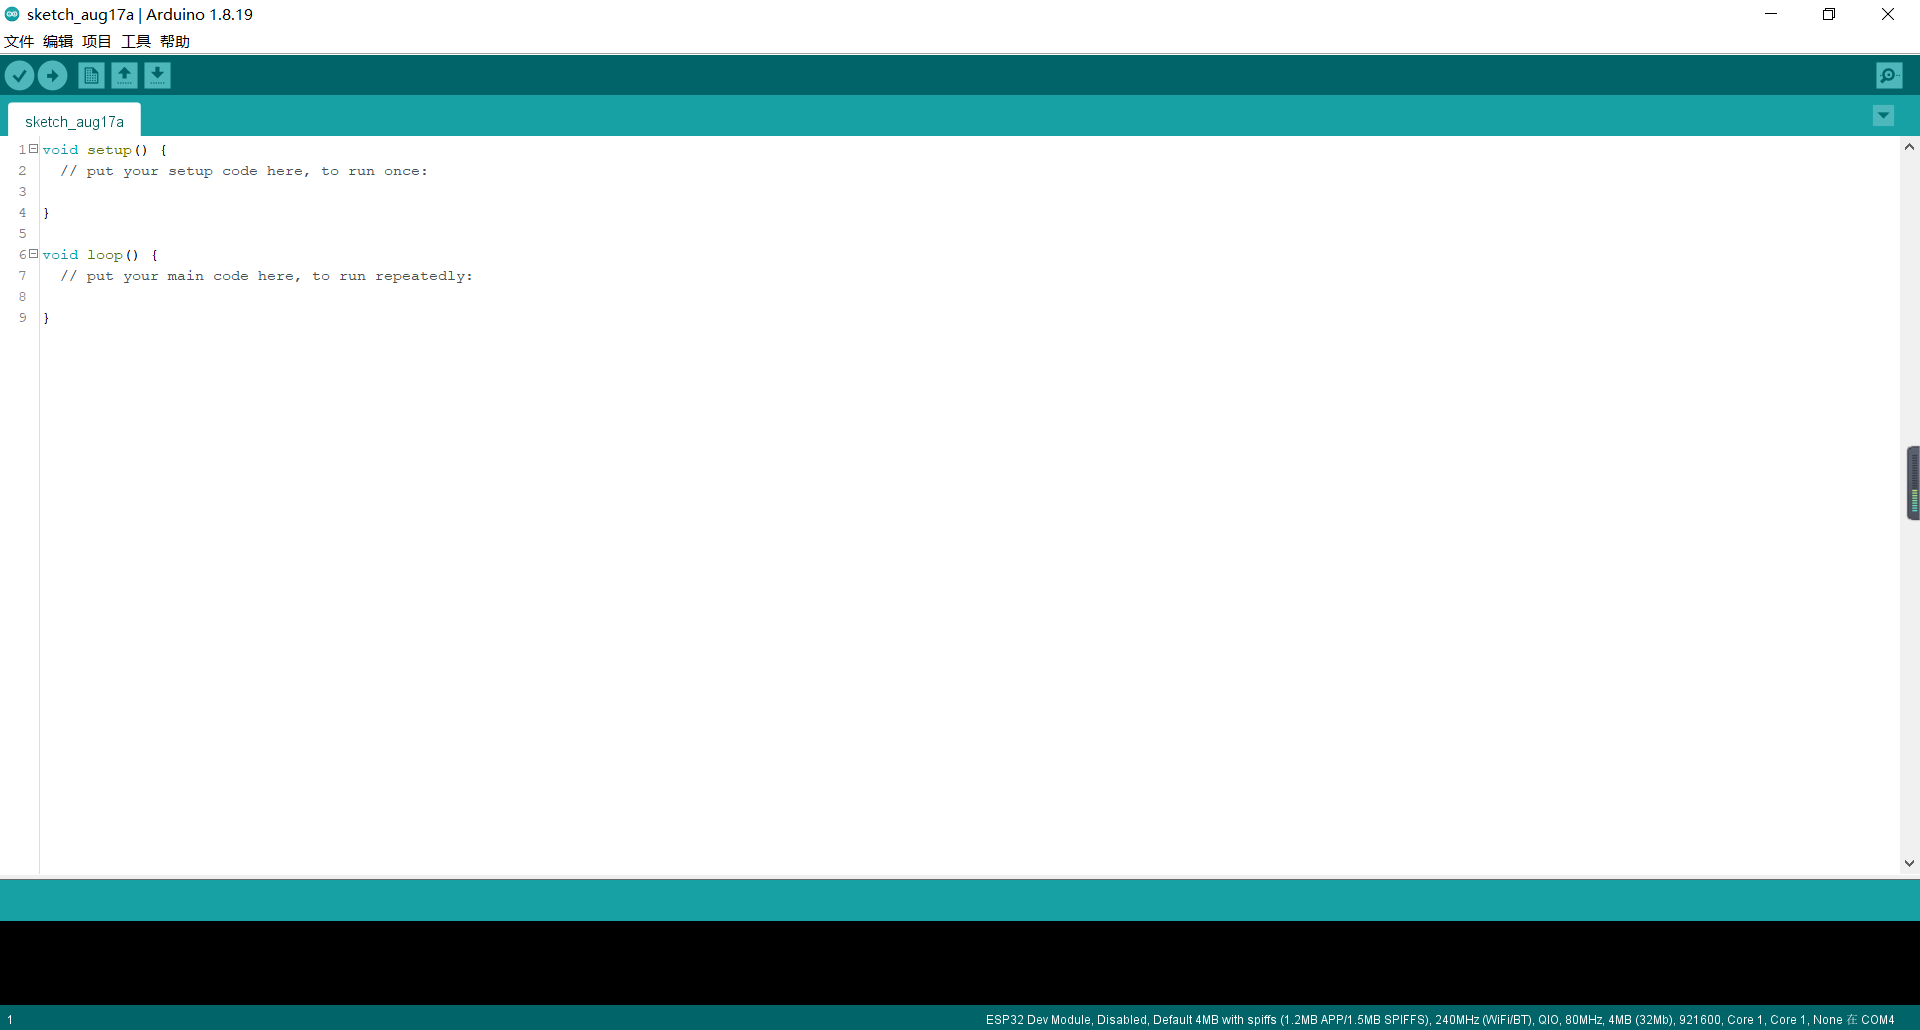 sketch_aug17a | Arduino 1.8.19
文件 编辑 项目 工具 帮助
sketch_aug17a
1 void setup() {
2   // put your setup code here, to run once:
3
4 }
5
6 void loop() {
7   // put your main code here, to run repeatedly:
8
9 }
1 ESP32 Dev Module, Disabled, Default 4MB with spiffs (1.2MB APP/1.5MB SPIFFS), 240MHz (WiFi/BT), QIO, 80MHz, 4MB (32Mb), 921600, Core 1, Core 1, None 在 COM4